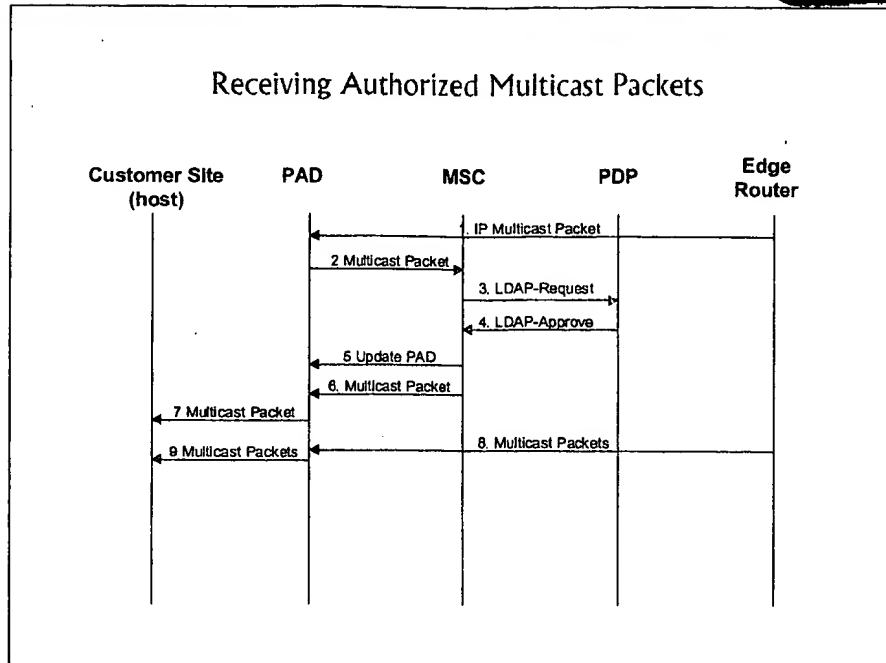 Receiving Authorized Multicast Packets
Customer Site
(host)
PAD
MSC
PDP
Edge
Router
. IP Multicast Packet
2 Multicast Packet
3. LDAP-Request
4. LDAP-Approve
5 Update PAD
6. Multicast Packet
7 Multicast Packet
8. Multicast Packets
9 Multicast Packets